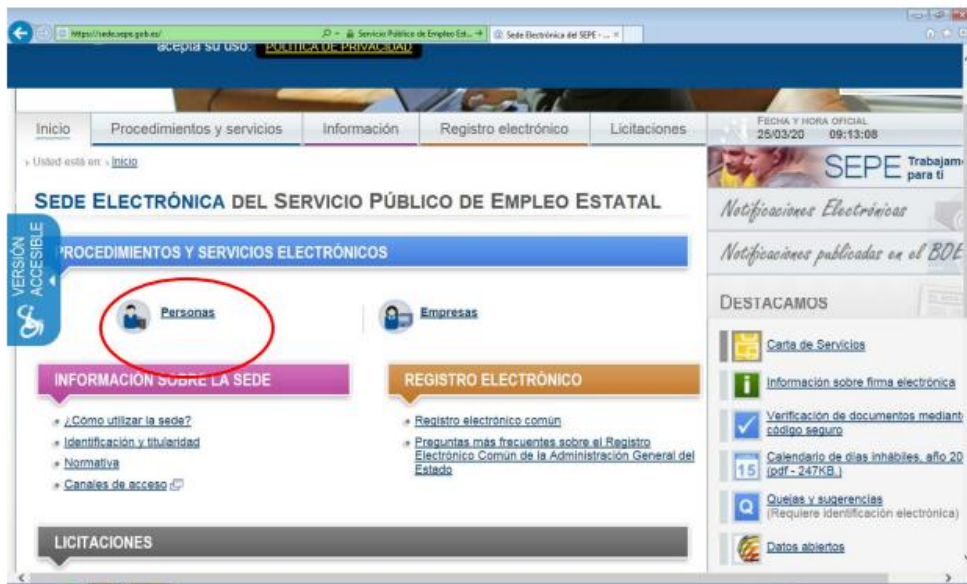 https://sede.sepe.gob.es/
Servicio Público de Empleo Est...
Sede Electrónica del SEPE - ...
acepta su uso. POLÍTICA DE PRIVACIDAD
Inicio
Procedimientos y servicios
Información
Registro electrónico
Licitaciones
FECHA Y HORA OFICIAL
25/03/20 09:13:08
Usted está en: Inicio
SEPE Trabajam
para ti
SEDE ELECTRÓNICA DEL SERVICIO PÚBLICO DE EMPLEO ESTATAL
Notificaciones Electrónicas
Notificaciones publicadas en el BOE
VERSIÓN
ACCESIBLE
PROCEDIMIENTOS Y SERVICIOS ELECTRÓNICOS
Personas
Empresas
INFORMACIÓN SOBRE LA SEDE
¿Cómo utilizar la sede?
Identificación y titularidad
Normativa
Canales de acceso
REGISTRO ELECTRÓNICO
Registro electrónico común
Preguntas más frecuentes sobre el Registro
Electrónico Común de la Administración General del
Estado
LICITACIONES
DESTACAMOS
Carta de Servicios
Información sobre firma electrónica
Verificación de documentos mediant
código seguro
Calendario de días inhábiles, año 20
(pdf - 247KB.)
15
Quejas y sugerencias
(Requiere identificación electrónica)
Datos abiertos